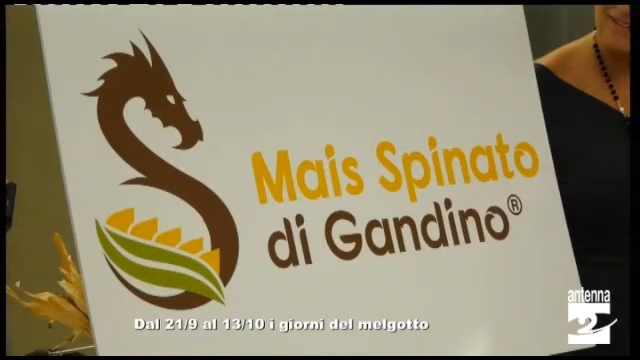 Mais Spinato
di Gandino®
Dal 21/9 al 13/10 i giorni del melgotto
antenna
2